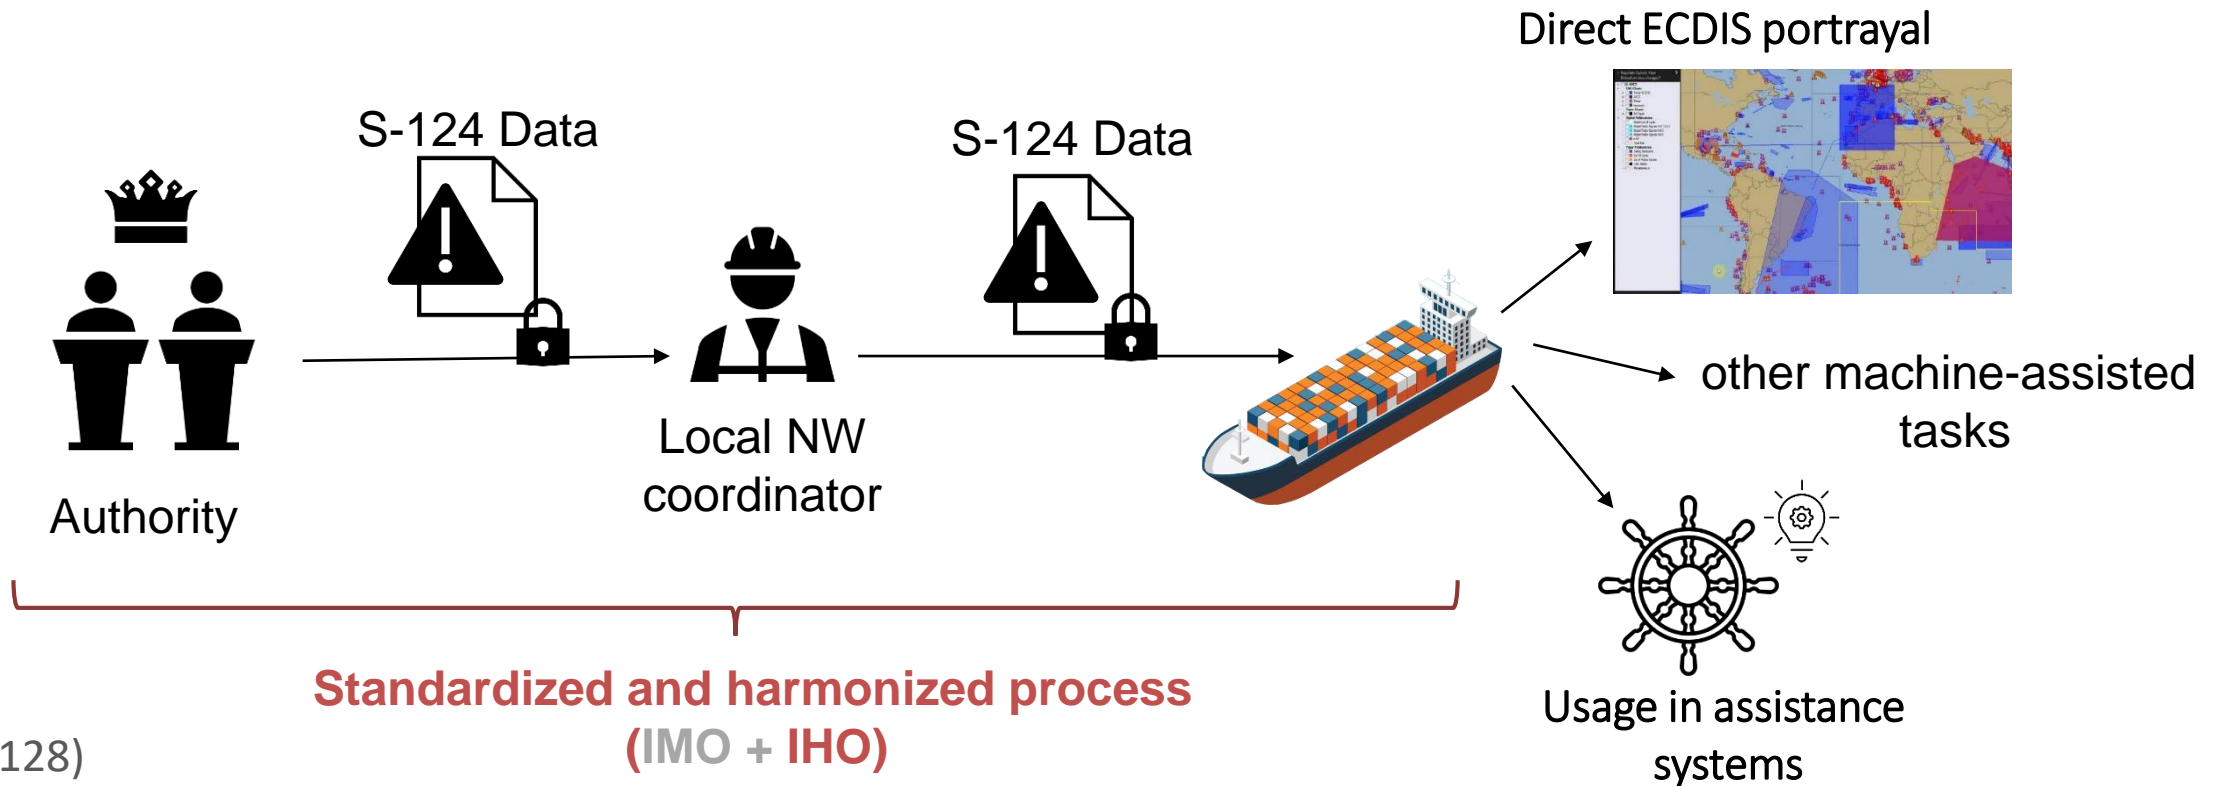 Direct ECDIS portrayal
S-124 Data
S-124 Data
Authority
Local NW
coordinator
other machine-assisted
tasks
Usage in assistance
systems
Standardized and harmonized process
(IMO + IHO)
128)